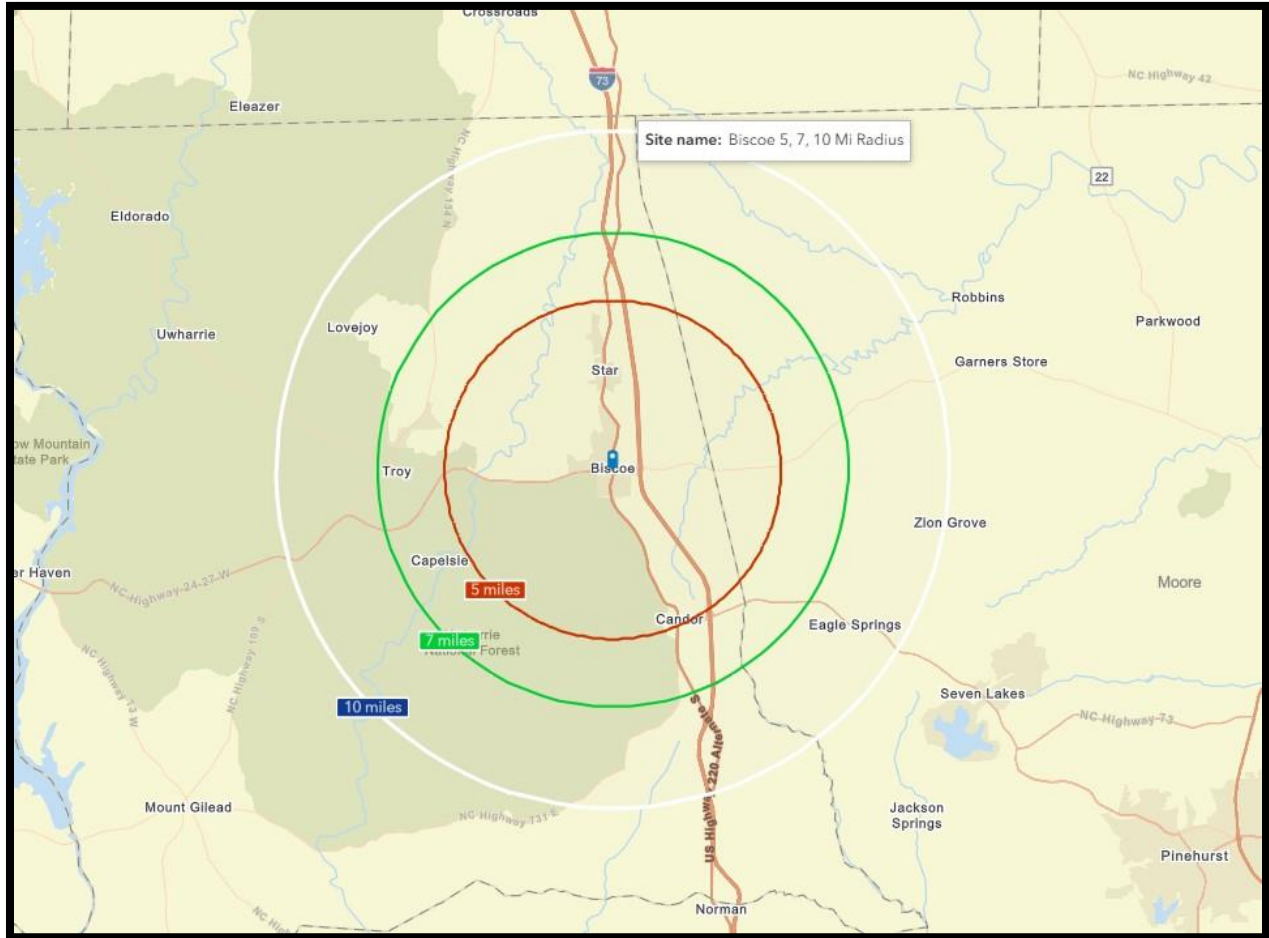 Crossroads
73
NC Highway 42
Eleazer
Site name: Biscoe 5, 7, 10 Mi Radius
NC Highway 134 N
22
Eldorado
Robbins
Parkwood
Uwharrie
Lovejoy
Garners Store
Star
State Park
Mountain
Troy
Biscoe
Zion Grove
Capelsie
Haven
NC-Highway-24-27-W
5 miles
Moore
Candor
Eagle Springs
NC Highway 109 S
7 miles
National Forest
NC Highway 73 W
10 miles
Seven Lakes
NC-Highway-73
US Highway 220 Alternate S
Mount Gilead
NC Highway 731 E
Jackson
Springs
Pinehurst
Norman
NC Hig